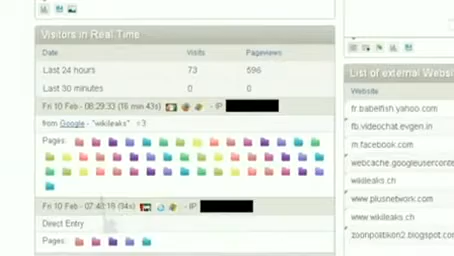 Visitors in Real Time
Date Visits Pageviews
Last 24 hours 73 596
Last 30 minutes 0 0
Fri 10 Feb - 08:29:33 (16 min 43s) - IP
from Google - "wikileaks" =3
Pages:
Fri 10 Feb - 07:43:18 (34s) - IP
Direct Entry
Pages:
List of external Websi
Website
fr.babelfish.yahoo.com
fb.videochat.evgen.in
m.facebook.com
webcache.googleusercontent
wikileaks.ch
www.plusnetwork.com
www.wikileaks.ch
zoonpolitikon2.blogspot.co